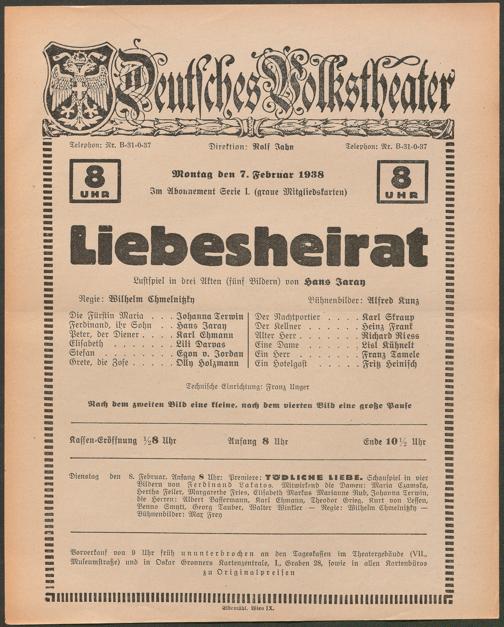 Deutsches Volkstheater
Telephon: Nr. B-31-0-37 Direktion: Rolf Jahn Telephon: Nr. B-31-0-37
8 UHR
Montag den 7. Februar 1938
8 UHR
Im Abonnement Serie I. (graue Mitgliedskarten)
Liebesheirat
Lustspiel in drei Akten (fünf Bildern) von Hans Jaray
Regie: Wilhelm Chmelnitzky Bühnenbilder: Alfred Kunz
Die Fürstin Maria . . . Johanna Terwin
Ferdinand, ihr Sohn . . Hans Jaray
Peter, der Diener . . . . Karl Ehmann
Elisabeth . . . . . Lili Darvas
Stefan . . . . . . Egon v. Jordan
Grete, die Zofe . . . . Olly Holzmann
Der Nachtportier . . . . Karl Skraup
Der Kellner . . . . . Heinz Frank
Alter Herr . . . . . Richard Riess
Eine Dame . . . . . Lisl Kühnelt
Ein Herr . . . . . Franz Tamele
Ein Hotelgast . . . . Fritz Heinisch
Technische Einrichtung: Franz Unger
Nach dem zweiten Bild eine kleine, nach dem vierten Bild eine große Pause
Kassen-Eröffnung ½8 Uhr Anfang 8 Uhr Ende 10½ Uhr
Dienstag den 8. Februar. Anfang 8 Uhr: Premiere: TÖDLICHE LIEBE. Schauspiel in vier
Bildern von Ferdinand Lakatos. Mitwirkend die Damen: Maria Czamska,
Hertha Feiler, Margarethe Fries, Elisabeth Markus Marianne Rub, Johanna Terwin,
die Herren: Albert Bassermann, Karl Ehmann, Theodor Grieg, Kurt von Lessen,
Benno Smytt, Georg Tauber, Walter Winkler — Regie: Wilhelm Chmelnitzky —
Bühnenbilder: Max Frey
Vorverkauf von 9 Uhr früh ununterbrochen an den Tageskassen im Theatergebäude (VII.,
Museumstraße) und in Oskar Gronners Kartenzentrale, I., Graben 28, sowie in allen Kartenbüros
zu Originalpreisen
Elbemühl, Wien IX.